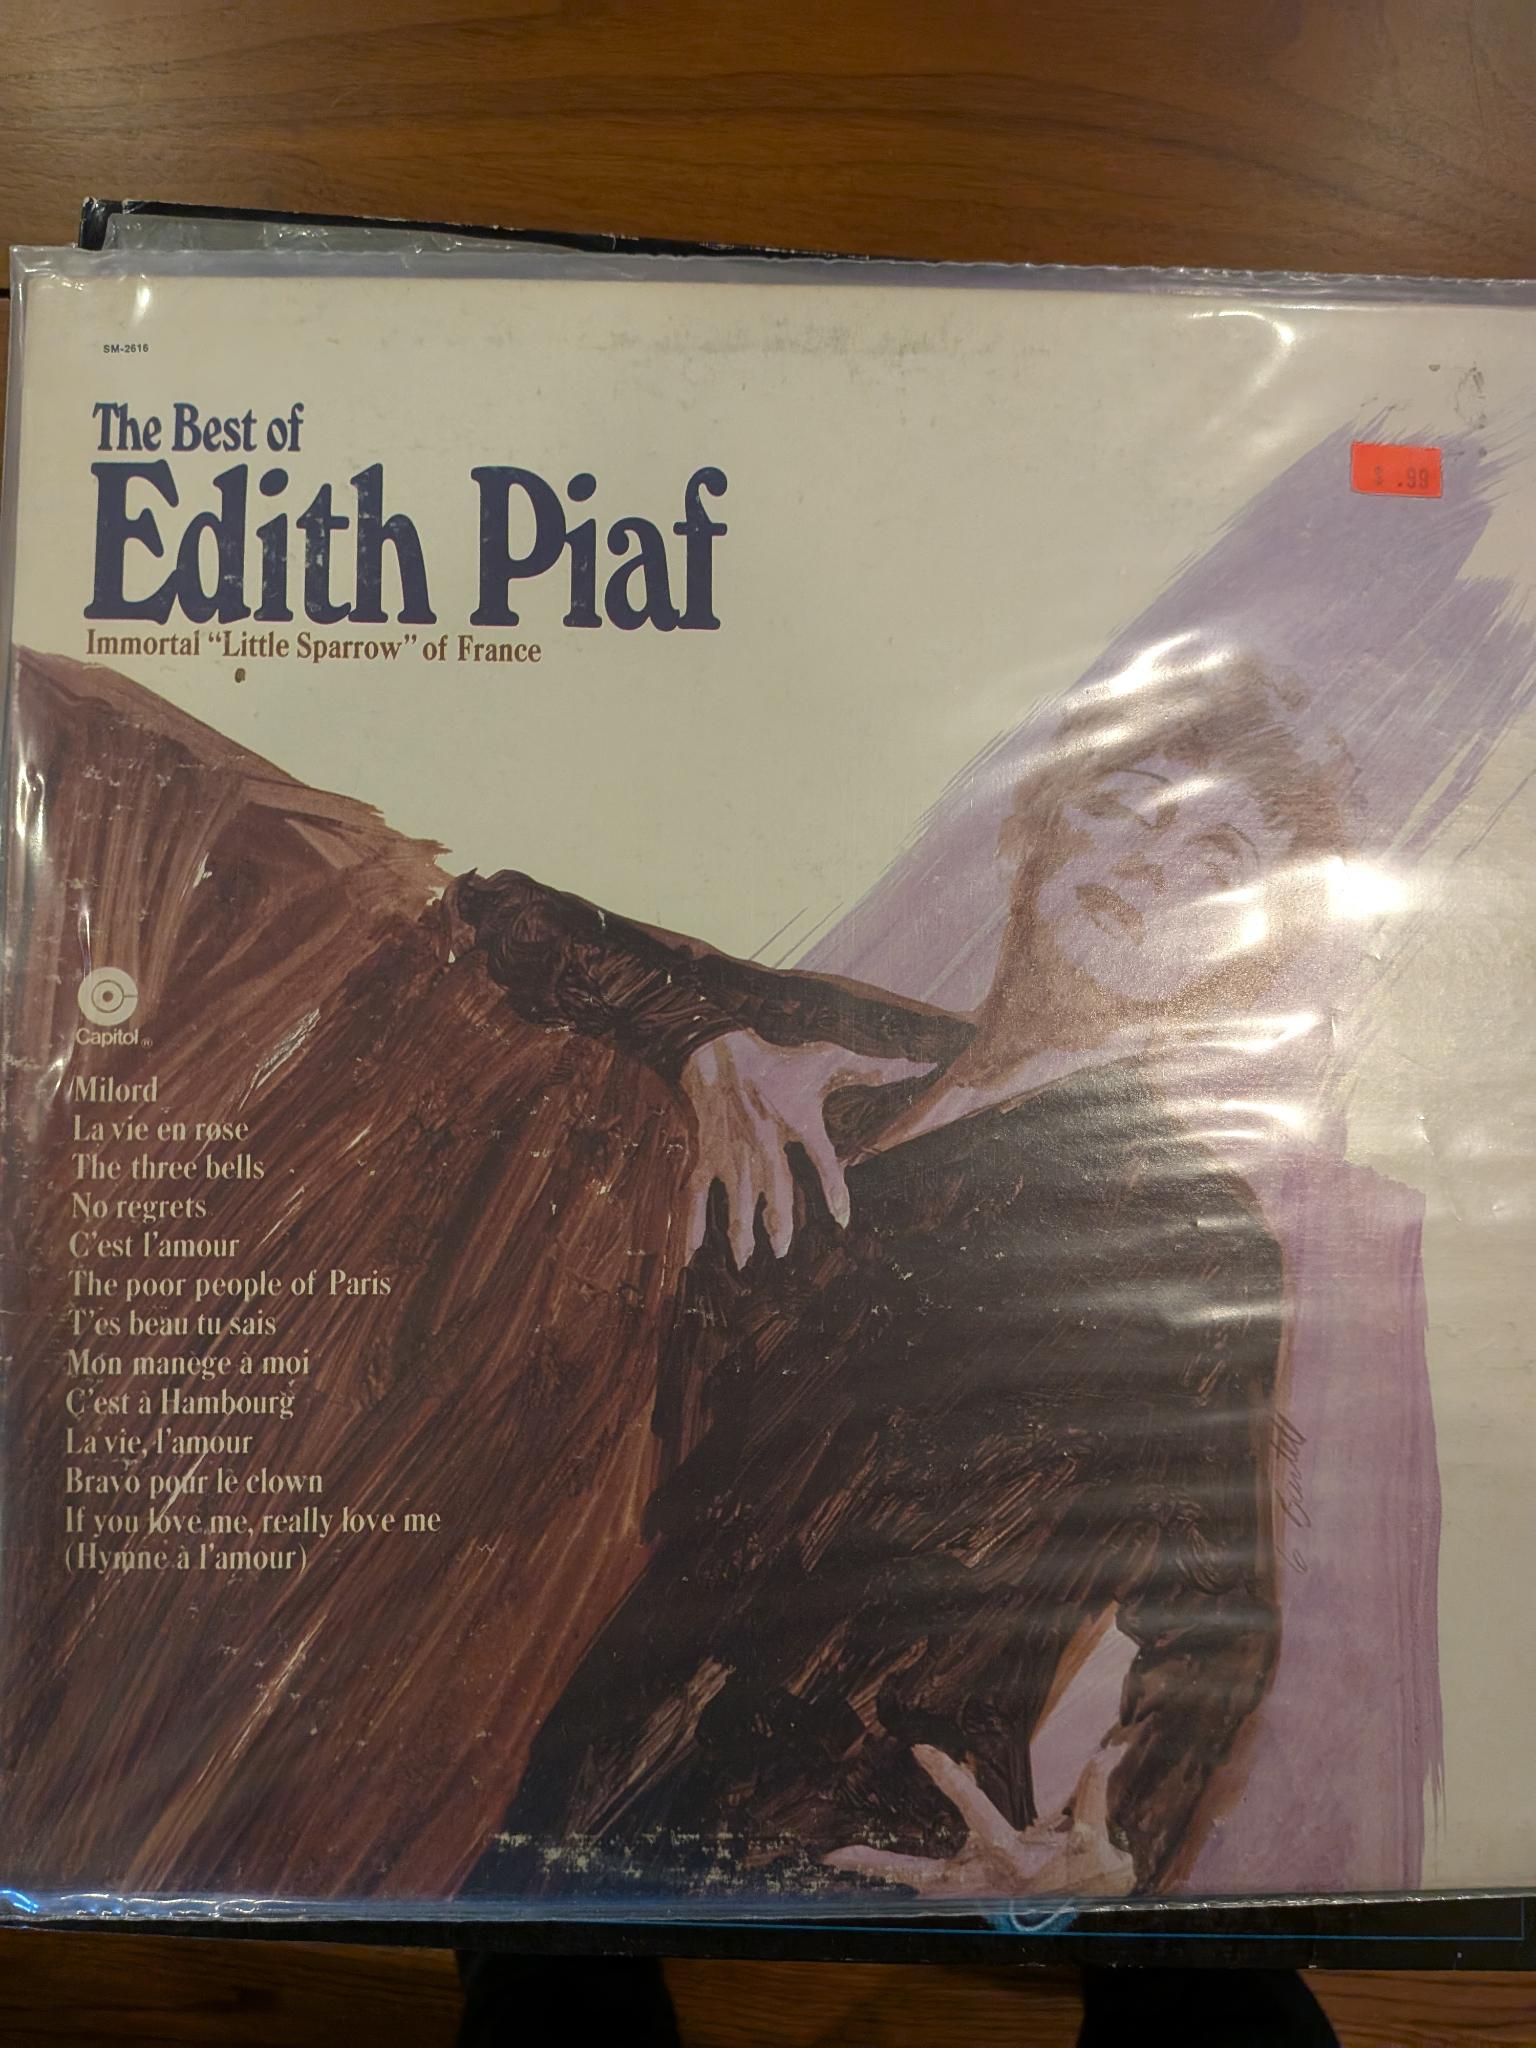 SM-2616
The Best of
Edith Piaf
Immortal “Little Sparrow” of France
$ .99
Capitol®
Milord
La vie en rose
The three bells
No regrets
C'est l'amour
The poor people of Paris
T'es beau tu sais
Mon manège à moi
C'est à Hambourg
La vie, l'amour
Bravo pour le clown
If you love me, really love me
(Hymne à l'amour)